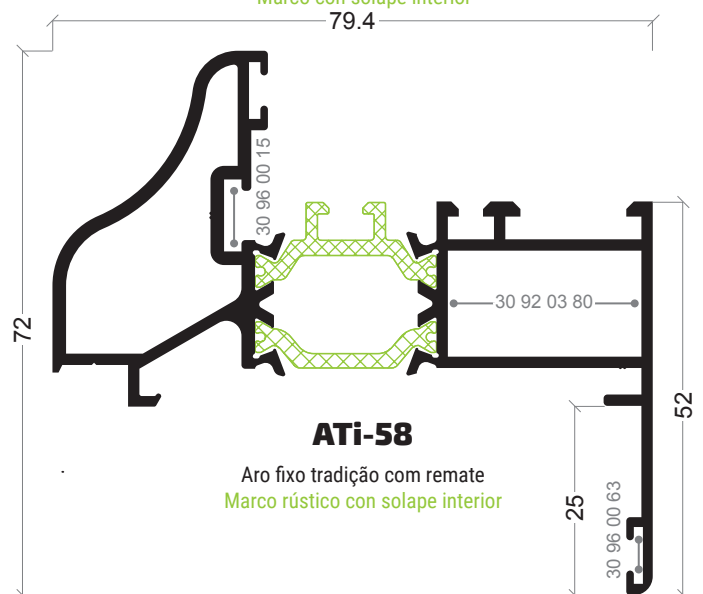 Marco con solape interior
79.4
30 96 00 15
72
30 92 03 80
52
ATi-58
Aro fixo tradição com remate
Marco rústico con solape interior
25
30 96 00 63